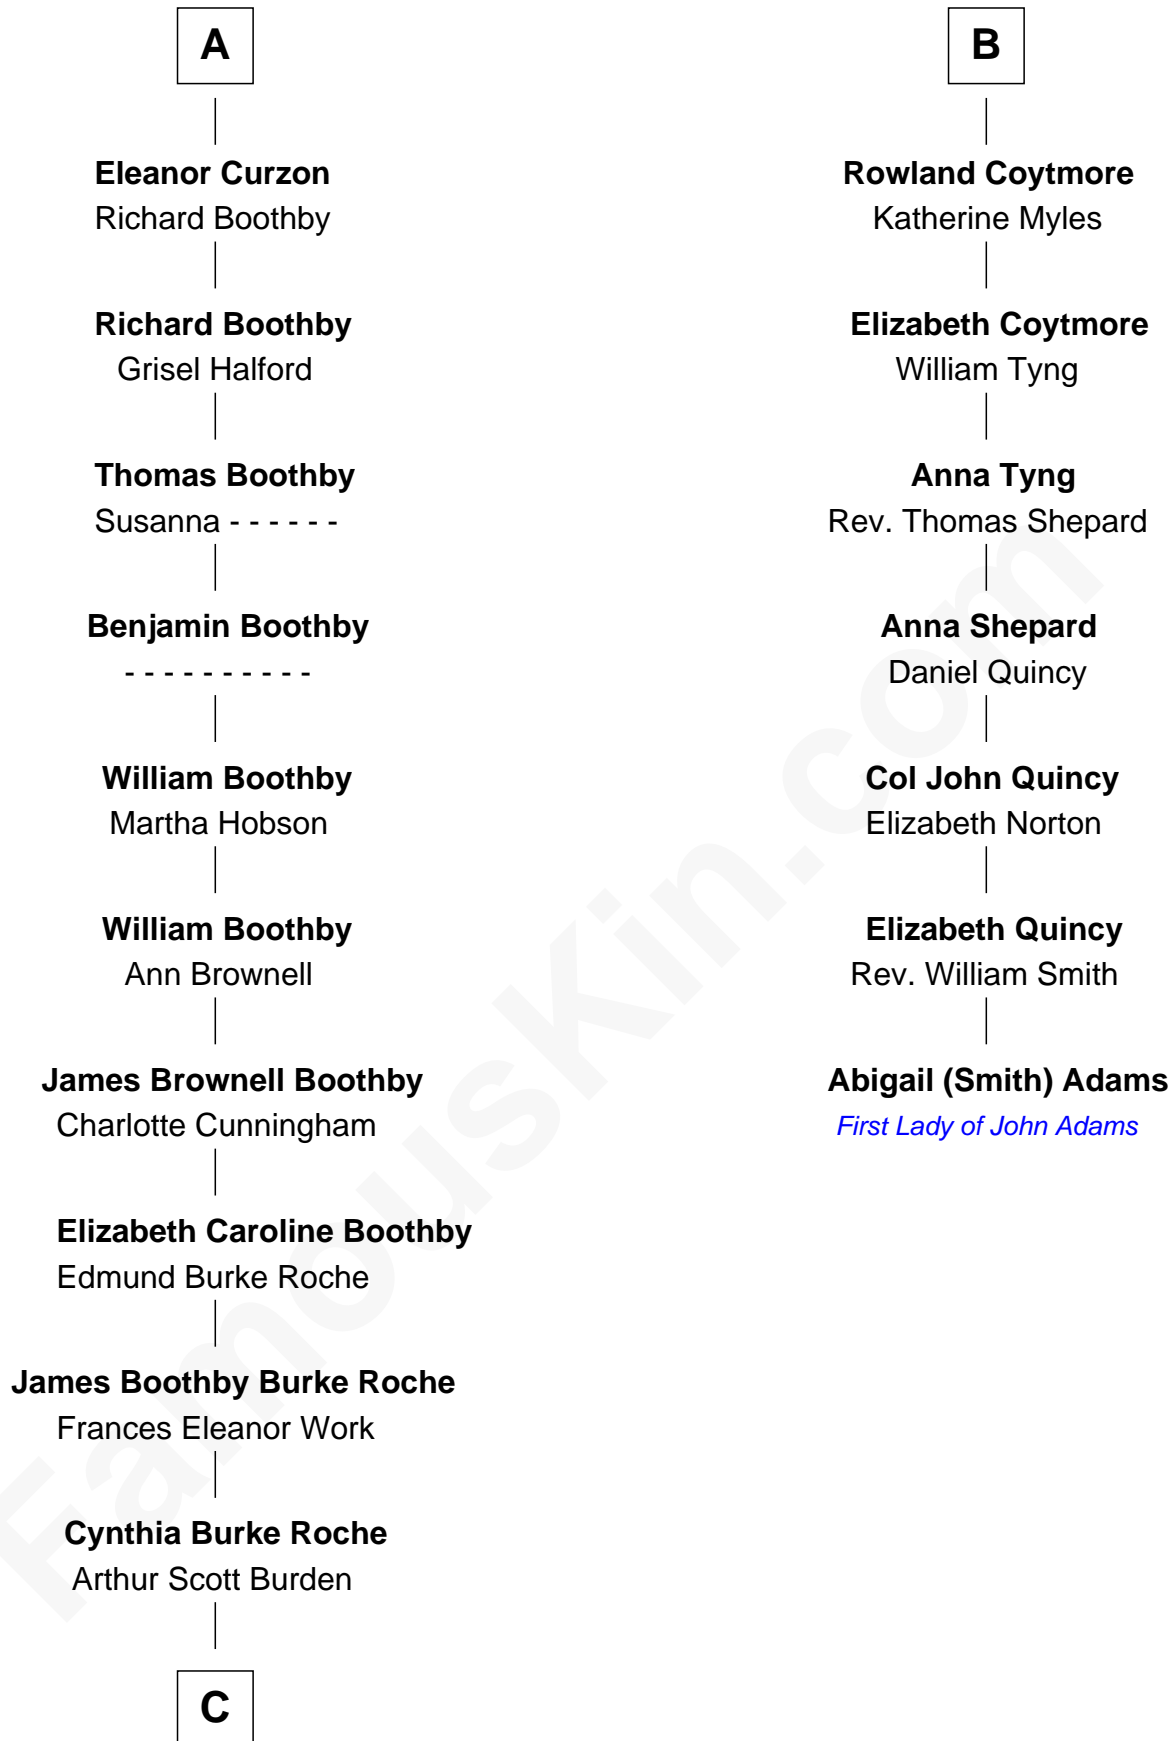 A
Eleanor Curzon
Richard Boothby
Richard Boothby
Grisel Halford
Thomas Boothby
Susanna - - - - - -
Benjamin Boothby
- - - - - - - - - -
William Boothby
Martha Hobson
William Boothby
Ann Brownell
James Brownell Boothby
Charlotte Cunningham
Elizabeth Caroline Boothby
Edmund Burke Roche
James Boothby Burke Roche
Frances Eleanor Work
Cynthia Burke Roche
Arthur Scott Burden
C
B
Rowland Coytmore
Katherine Myles
Elizabeth Coytmore
William Tyng
Anna Tyng
Rev. Thomas Shepard
Anna Shepard
Daniel Quincy
Col John Quincy
Elizabeth Norton
Elizabeth Quincy
Rev. William Smith
Abigail (Smith) Adams
First Lady of John Adams
FamousKin.com